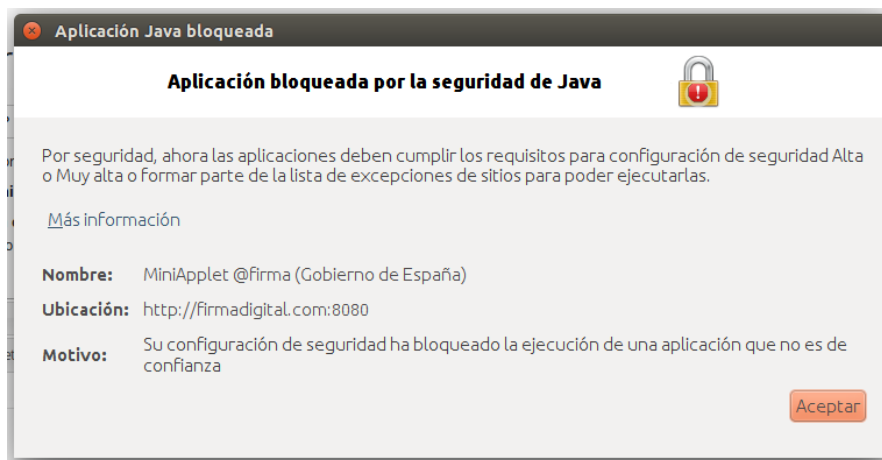 Aplicación Java bloqueada
Aplicación bloqueada por la seguridad de Java
Por seguridad, ahora las aplicaciones deben cumplir los requisitos para configuración de seguridad Alta
o Muy alta o formar parte de la lista de excepciones de sitios para poder ejecutarlas.
Más información
Nombre: MiniApplet @firma (Gobierno de España)
Ubicación: http://firmadigital.com:8080
Motivo: Su configuración de seguridad ha bloqueado la ejecución de una aplicación que no es de
confianza
Aceptar